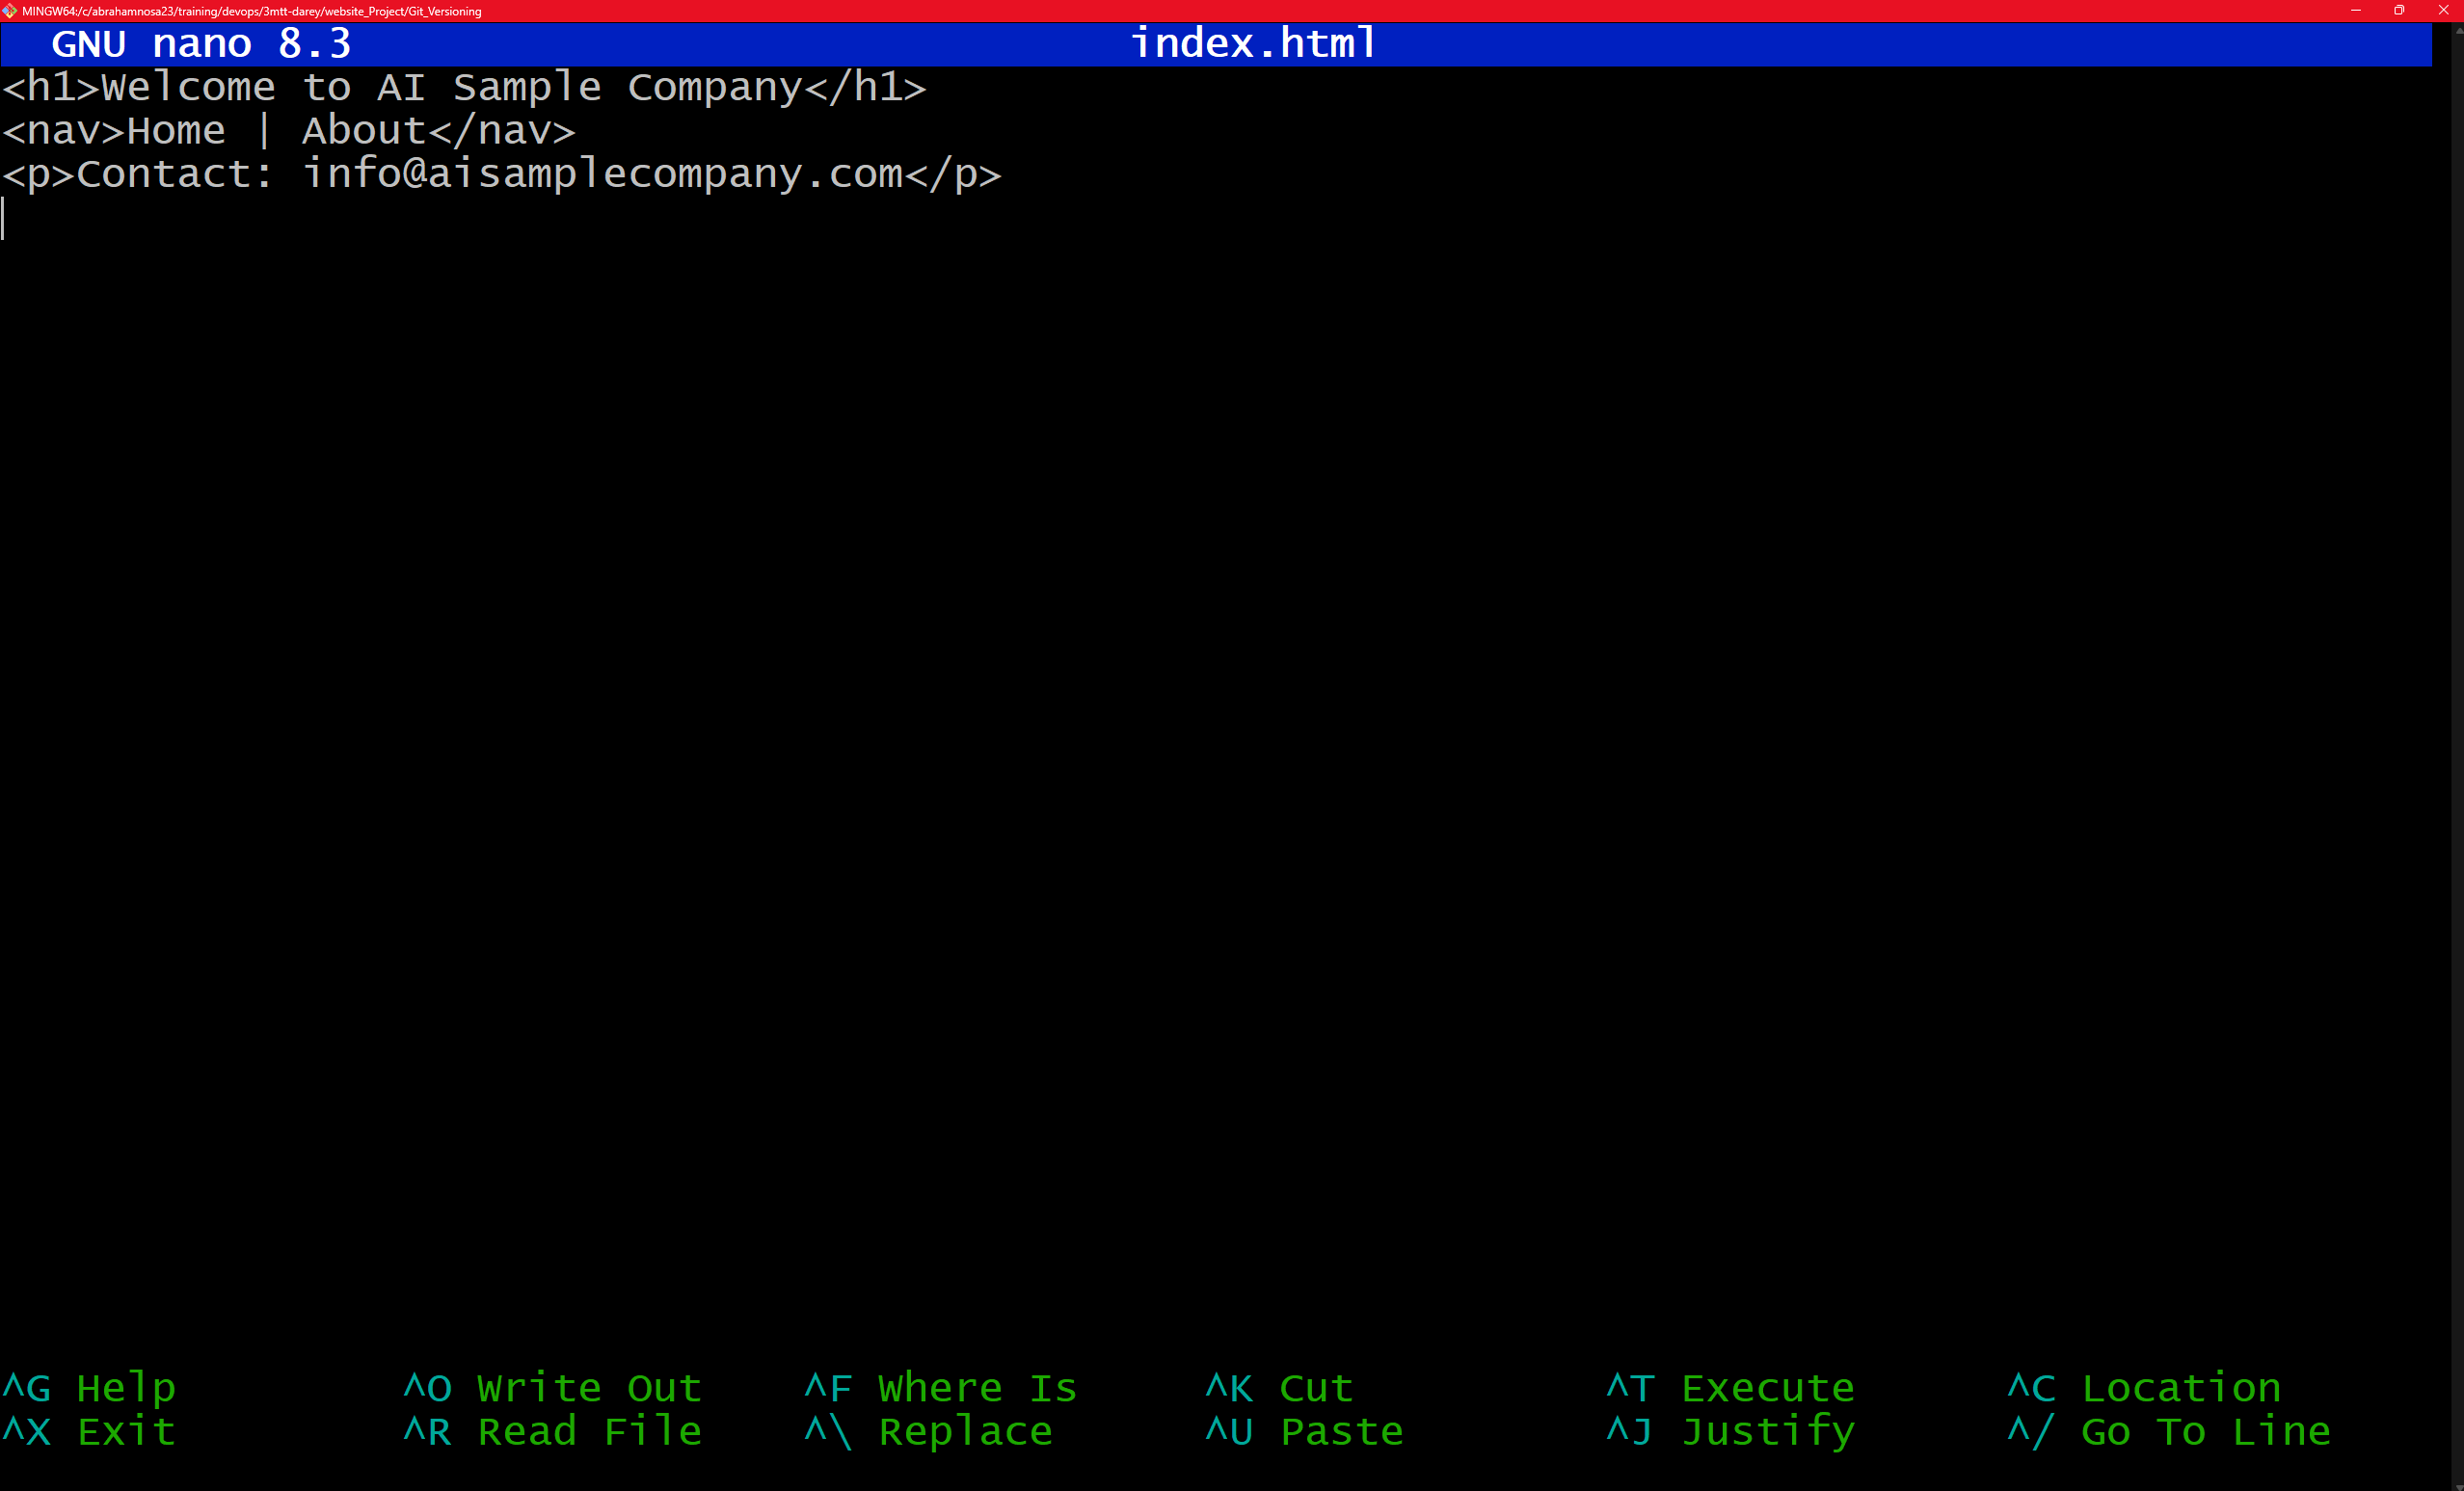 MINGW64:/c/abrahamnosa23/training/devops/3mtt-darey/website_Project/Git_Versioning
GNU nano 8.3 index.html
<h1>Welcome to AI Sample Company</h1>
<nav>Home | About</nav>
<p>Contact: info@aisamplecompany.com</p>
^G Help ^O Write Out ^F Where Is ^K Cut ^T Execute ^C Location
^X Exit ^R Read File ^\ Replace ^U Paste ^J Justify ^/ Go To Line